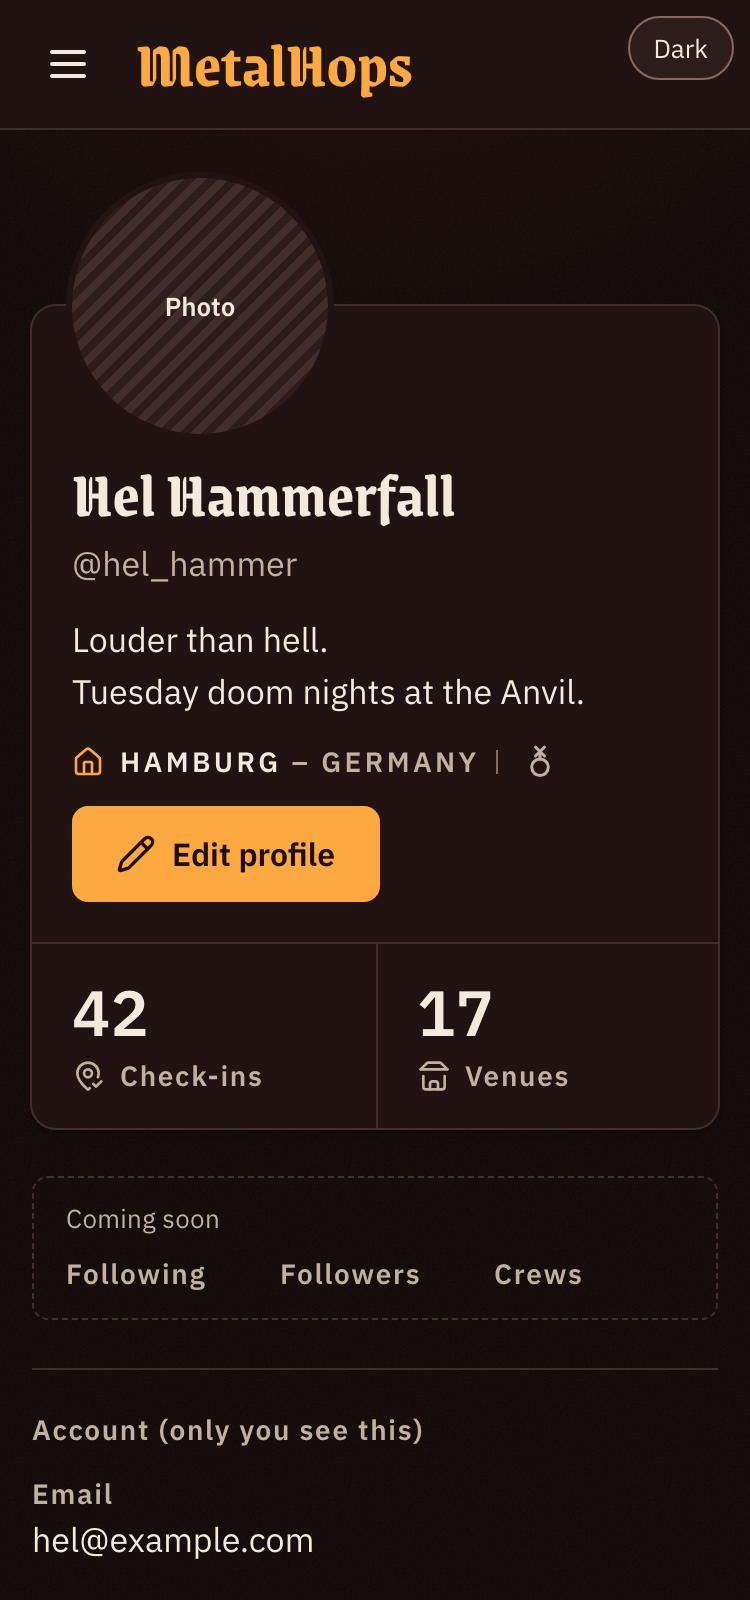 MetalHops
Dark
Photo
Hel Hammerfall
@hel_hammer
Louder than hell.
Tuesday doom nights at the Anvil.
HAMBURG – GERMANY
Edit profile
42
Check-ins
17
Venues
Coming soon
Following Followers Crews
Account (only you see this)
Email
hel@example.com